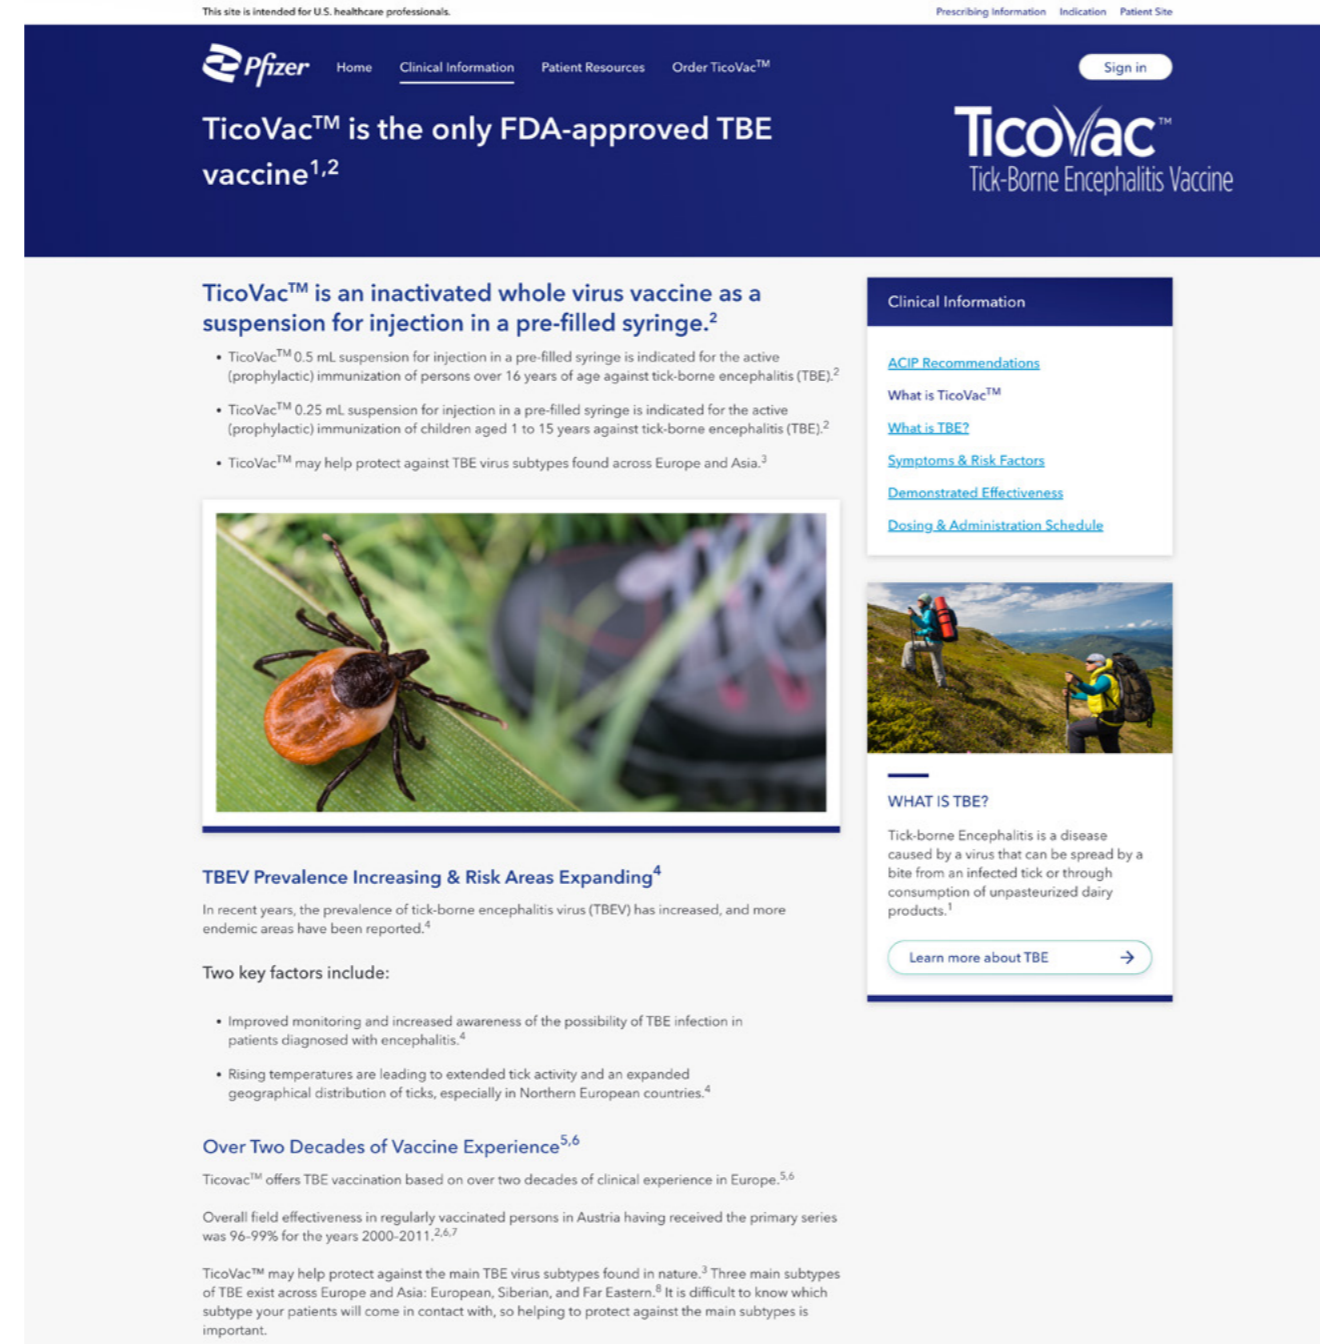 This site is intended for U.S. healthcare professionals.
Prescribing Information Indication Patient Site
Pfizer Home Clinical Information Patient Resources Order TicoVac™ Sign in
TicoVac™ is the only FDA-approved TBE
vaccine1,2
TicoVac™
Tick-Borne Encephalitis Vaccine
TicoVac™ is an inactivated whole virus vaccine as a
suspension for injection in a pre-filled syringe.2
• TicoVac™ 0.5 mL suspension for injection in a pre-filled syringe is indicated for the active
(prophylactic) immunization of persons over 16 years of age against tick-borne encephalitis (TBE).2
• TicoVac™ 0.25 mL suspension for injection in a pre-filled syringe is indicated for the active
(prophylactic) immunization of children aged 1 to 15 years against tick-borne encephalitis (TBE).2
• TicoVac™ may help protect against TBE virus subtypes found across Europe and Asia.3
TBEV Prevalence Increasing & Risk Areas Expanding4
In recent years, the prevalence of tick-borne encephalitis virus (TBEV) has increased, and more
endemic areas have been reported.4
Two key factors include:
• Improved monitoring and increased awareness of the possibility of TBE infection in
patients diagnosed with encephalitis.4
• Rising temperatures are leading to extended tick activity and an expanded
geographical distribution of ticks, especially in Northern European countries.4
Over Two Decades of Vaccine Experience5,6
Ticovac™ offers TBE vaccination based on over two decades of clinical experience in Europe.5,6
Overall field effectiveness in regularly vaccinated persons in Austria having received the primary series
was 96-99% for the years 2000-2011.2,6,7
TicoVac™ may help protect against the main TBE virus subtypes found in nature.3 Three main subtypes
of TBE exist across Europe and Asia: European, Siberian, and Far Eastern.8 It is difficult to know which
subtype your patients will come in contact with, so helping to protect against the main subtypes is
important.
Clinical Information
ACIP Recommendations
What is TicoVac™
What is TBE?
Symptoms & Risk Factors
Demonstrated Effectiveness
Dosing & Administration Schedule
WHAT IS TBE?
Tick-borne Encephalitis is a disease
caused by a virus that can be spread by a
bite from an infected tick or through
consumption of unpasteurized dairy
products.1
Learn more about TBE →